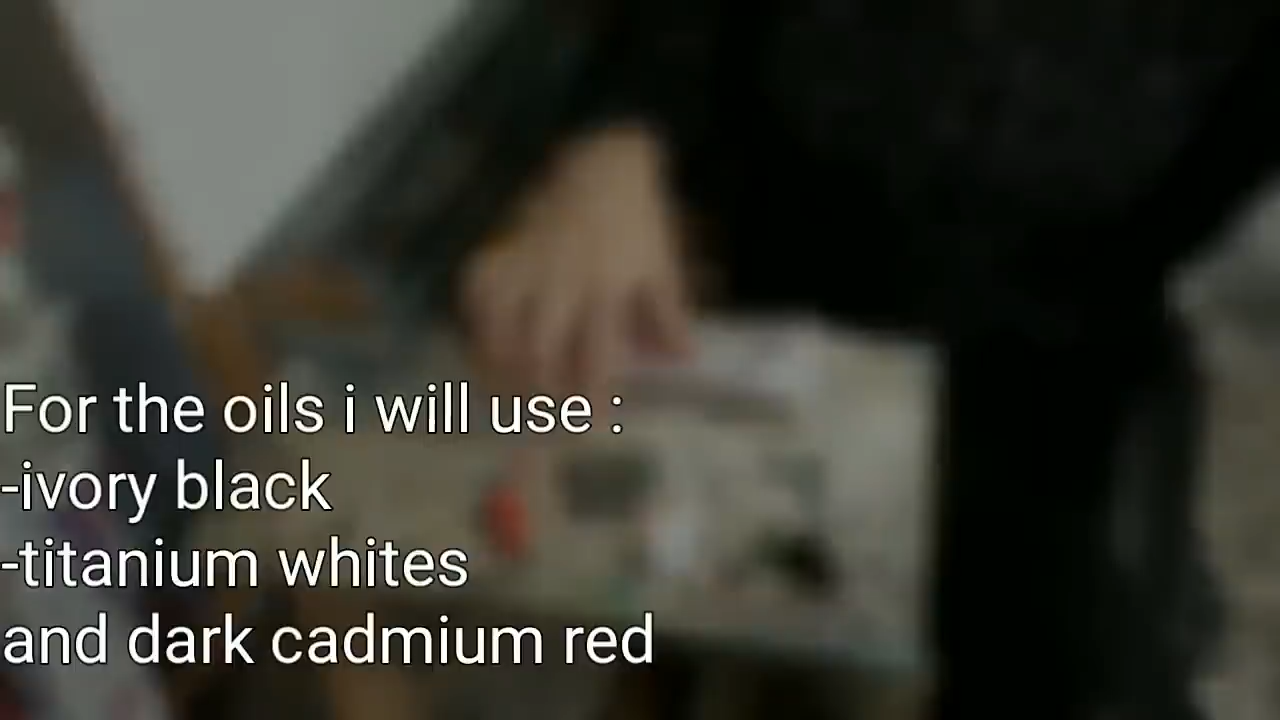 For the oils i will use :
-ivory black
-titanium whites
and dark cadmium red